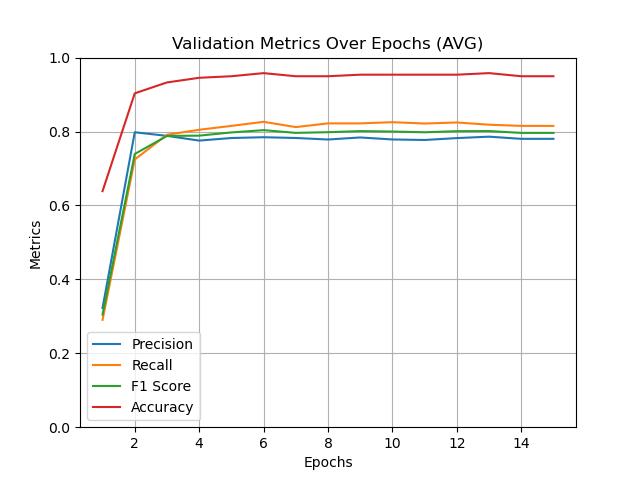 Validation Metrics Over Epochs (AVG)
1.0
0.8
0.6
0.4
0.2
0.0
Metrics
Precision
Recall
F1 Score
Accuracy
2 4 6 8 10 12 14
Epochs